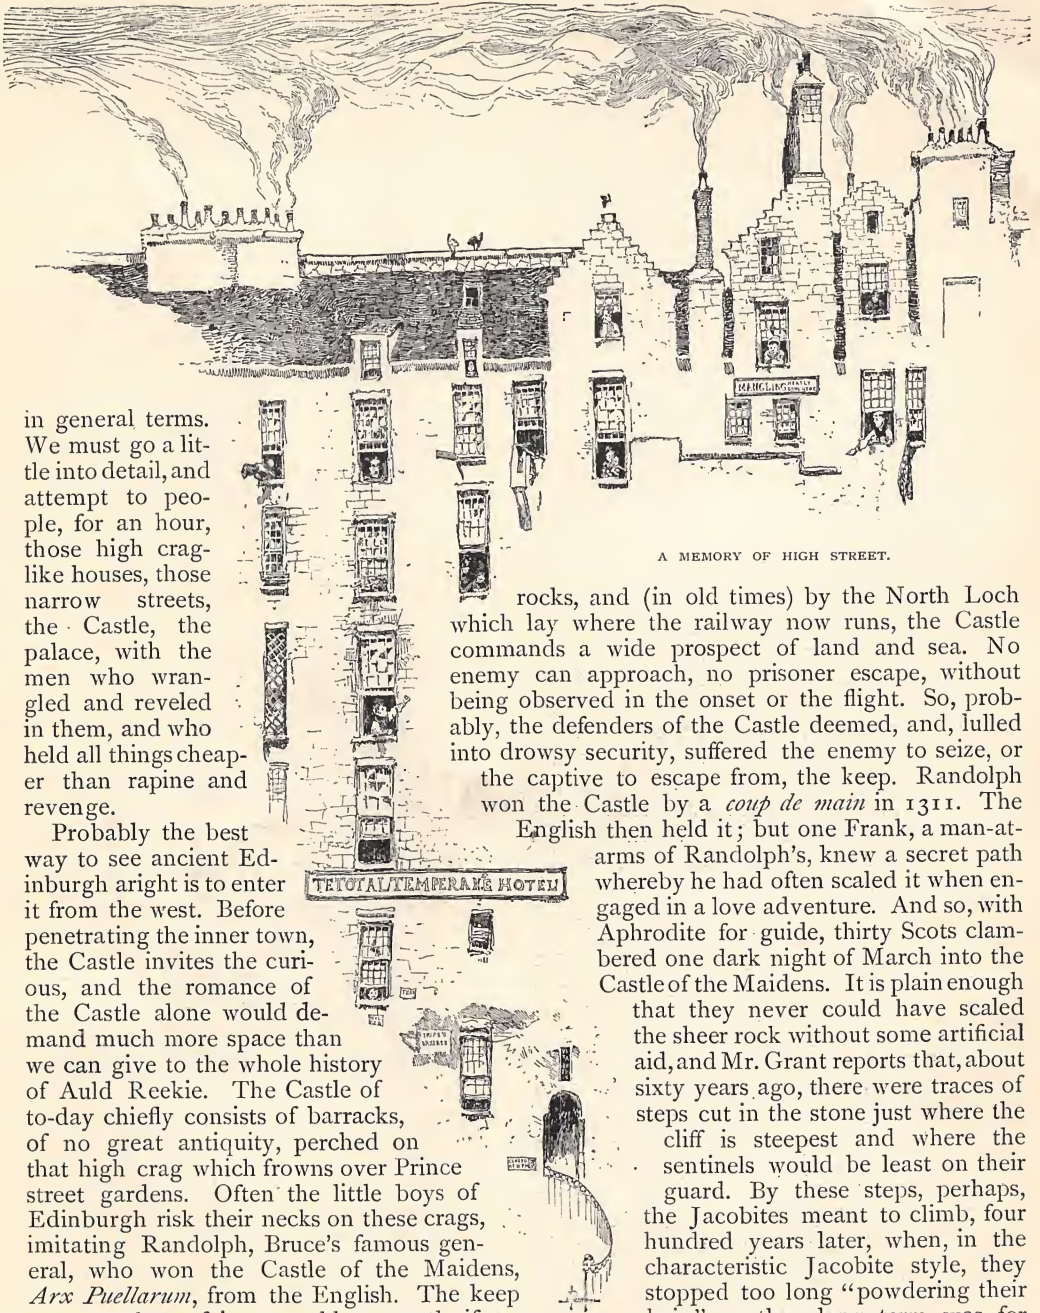 MANGLING NEATLY DONE HERE
in general terms.
We must go a lit-
tle into detail, and
attempt to peo-
ple, for an hour,
those high crag-
like houses, those
narrow streets,
the Castle, the
palace, with the
men who wran-
gled and reveled
in them, and who
held all things cheap-
er than rapine and
revenge.
Probably the best
way to see ancient Ed-
inburgh aright is to enter
it from the west. Before
penetrating the inner town,
the Castle invites the curi-
ous, and the romance of
the Castle alone would de-
mand much more space than
we can give to the whole history
of Auld Reekie. The Castle of
to-day chiefly consists of barracks,
of no great antiquity, perched on
that high crag which frowns over Prince
street gardens. Often the little boys of
Edinburgh risk their necks on these crags,
imitating Randolph, Bruce's famous gen-
eral, who won the Castle of the Maidens,
Arx Puellarum, from the English. The keep
TETOTAL TEMPERANCE HOTEL
A MEMORY OF HIGH STREET.
rocks, and (in old times) by the North Loch
which lay where the railway now runs, the Castle
commands a wide prospect of land and sea. No
enemy can approach, no prisoner escape, without
being observed in the onset or the flight. So, prob-
ably, the defenders of the Castle deemed, and, lulled
into drowsy security, suffered the enemy to seize, or
the captive to escape from, the keep. Randolph
won the Castle by a coup de main in 1311. The
English then held it; but one Frank, a man-at-
arms of Randolph's, knew a secret path
whereby he had often scaled it when en-
gaged in a love adventure. And so, with
Aphrodite for guide, thirty Scots clam-
bered one dark night of March into the
Castle of the Maidens. It is plain enough
that they never could have scaled
the sheer rock without some artificial
aid, and Mr. Grant reports that, about
sixty years ago, there were traces of
steps cut in the stone just where the
cliff is steepest and where the
sentinels would be least on their
guard. By these steps, perhaps,
the Jacobites meant to climb, four
hundred years later, when, in the
characteristic Jacobite style, they
stopped too long "powdering their